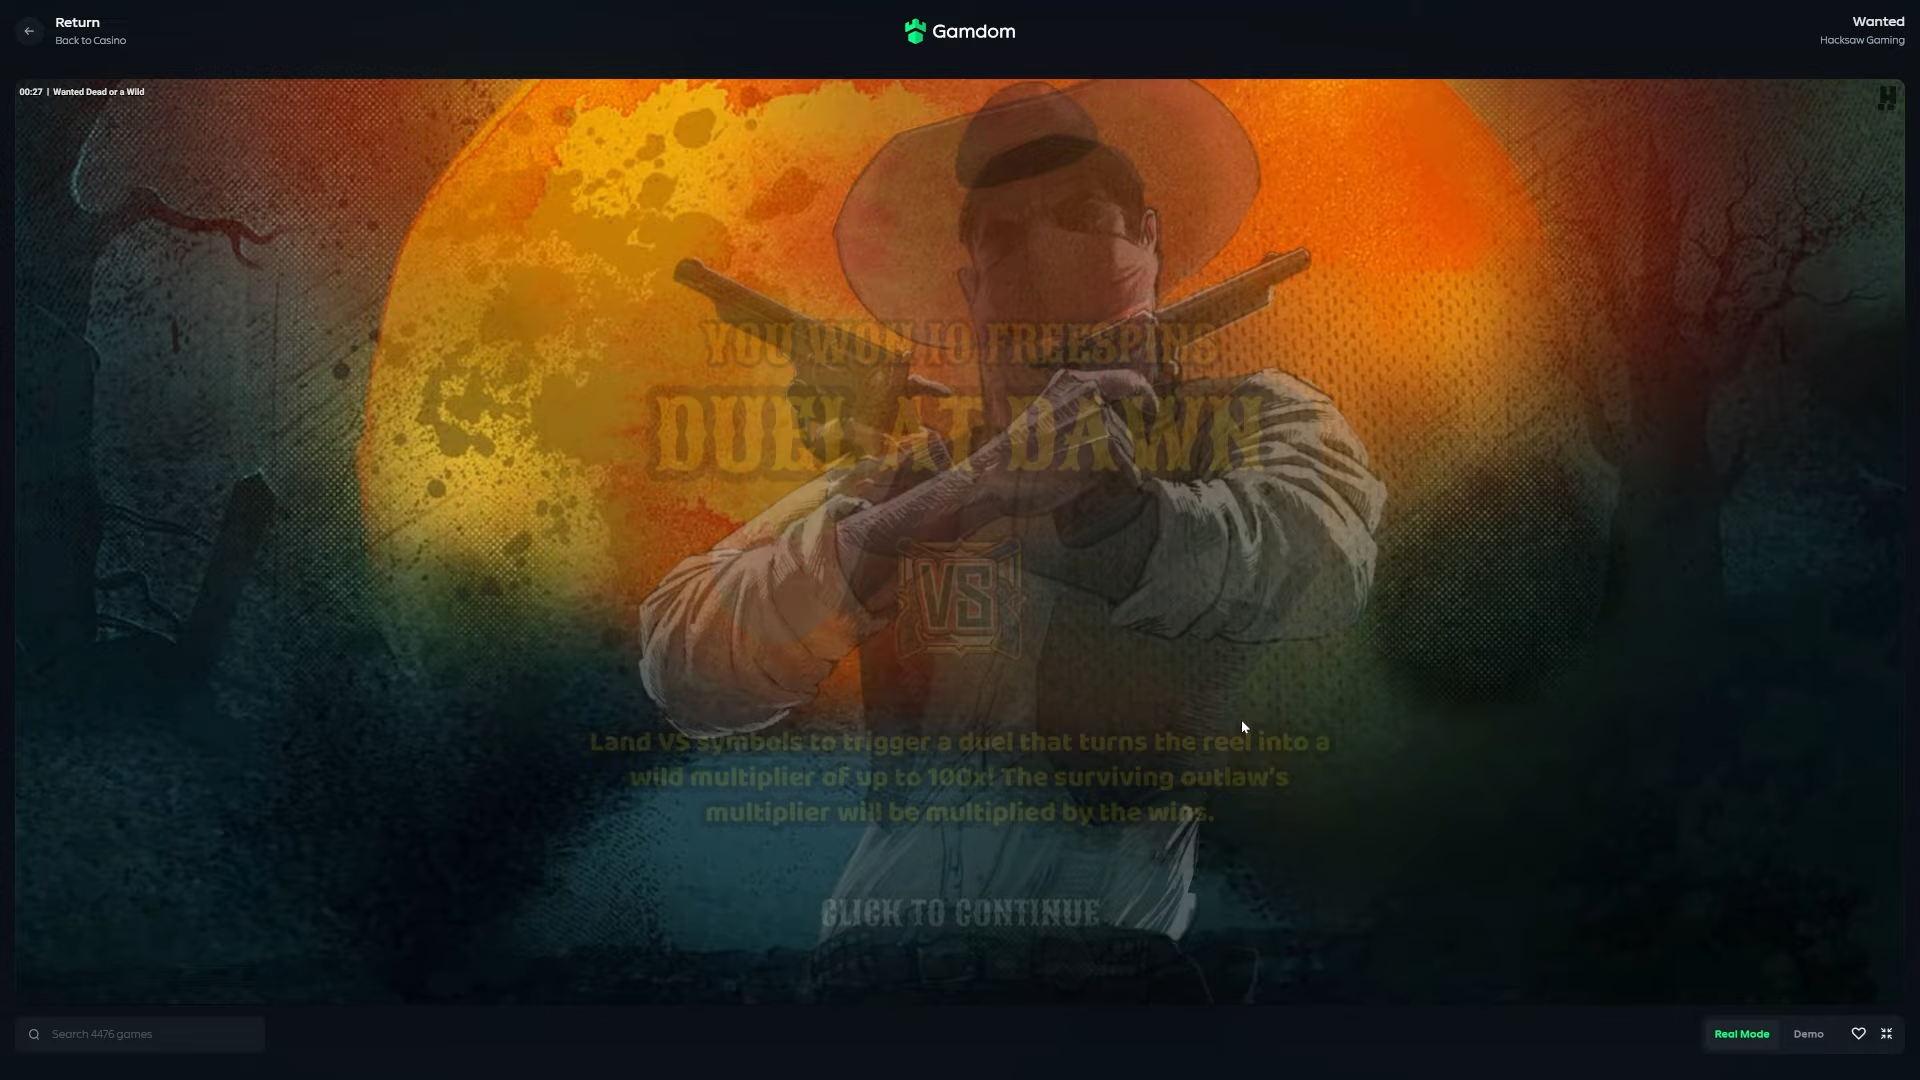 Return
Back to Casino
Gamdom
Wanted
Hacksaw Gaming
00:27 | Wanted Dead or a Wild
YOU WON 10 FREESPINS
DUEL AT DAWN
VS
Land VS symbols to trigger a duel that turns the reel into a
wild multiplier of up to 100x! The surviving outlaw's
multiplier will be multiplied by the wins.
CLICK TO CONTINUE
Search 4476 games
Real Mode
Demo